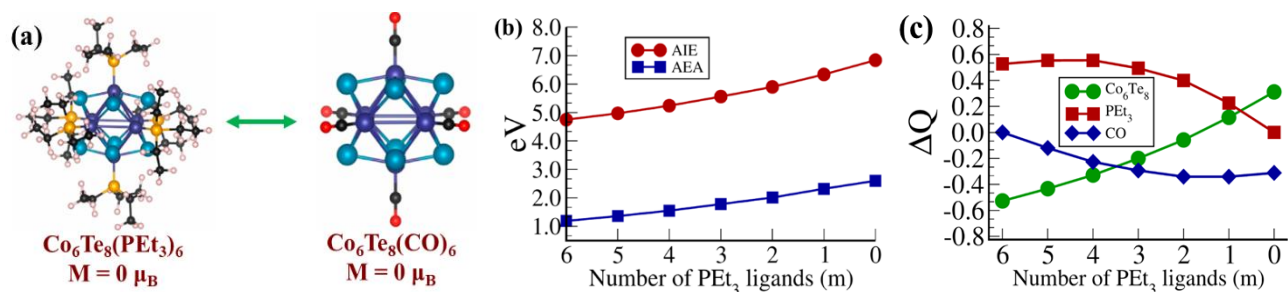 (a)
Co₆Te₈(PEt₃)₆
M = 0 μ_B
Co₆Te₈(CO)₆
M = 0 μ_B
(b)
8.0
7.0
6.0
5.0
4.0
3.0
2.0
1.0
eV
AIE
AEA
6 5 4 3 2 1 0
Number of PEt₃ ligands (m)
(c)
0.8
0.6
0.4
0.2
0.0
-0.2
-0.4
-0.6
-0.8
ΔQ
Co₆Te₈
PEt₃
CO
6 5 4 3 2 1 0
Number of PEt₃ ligands (m)